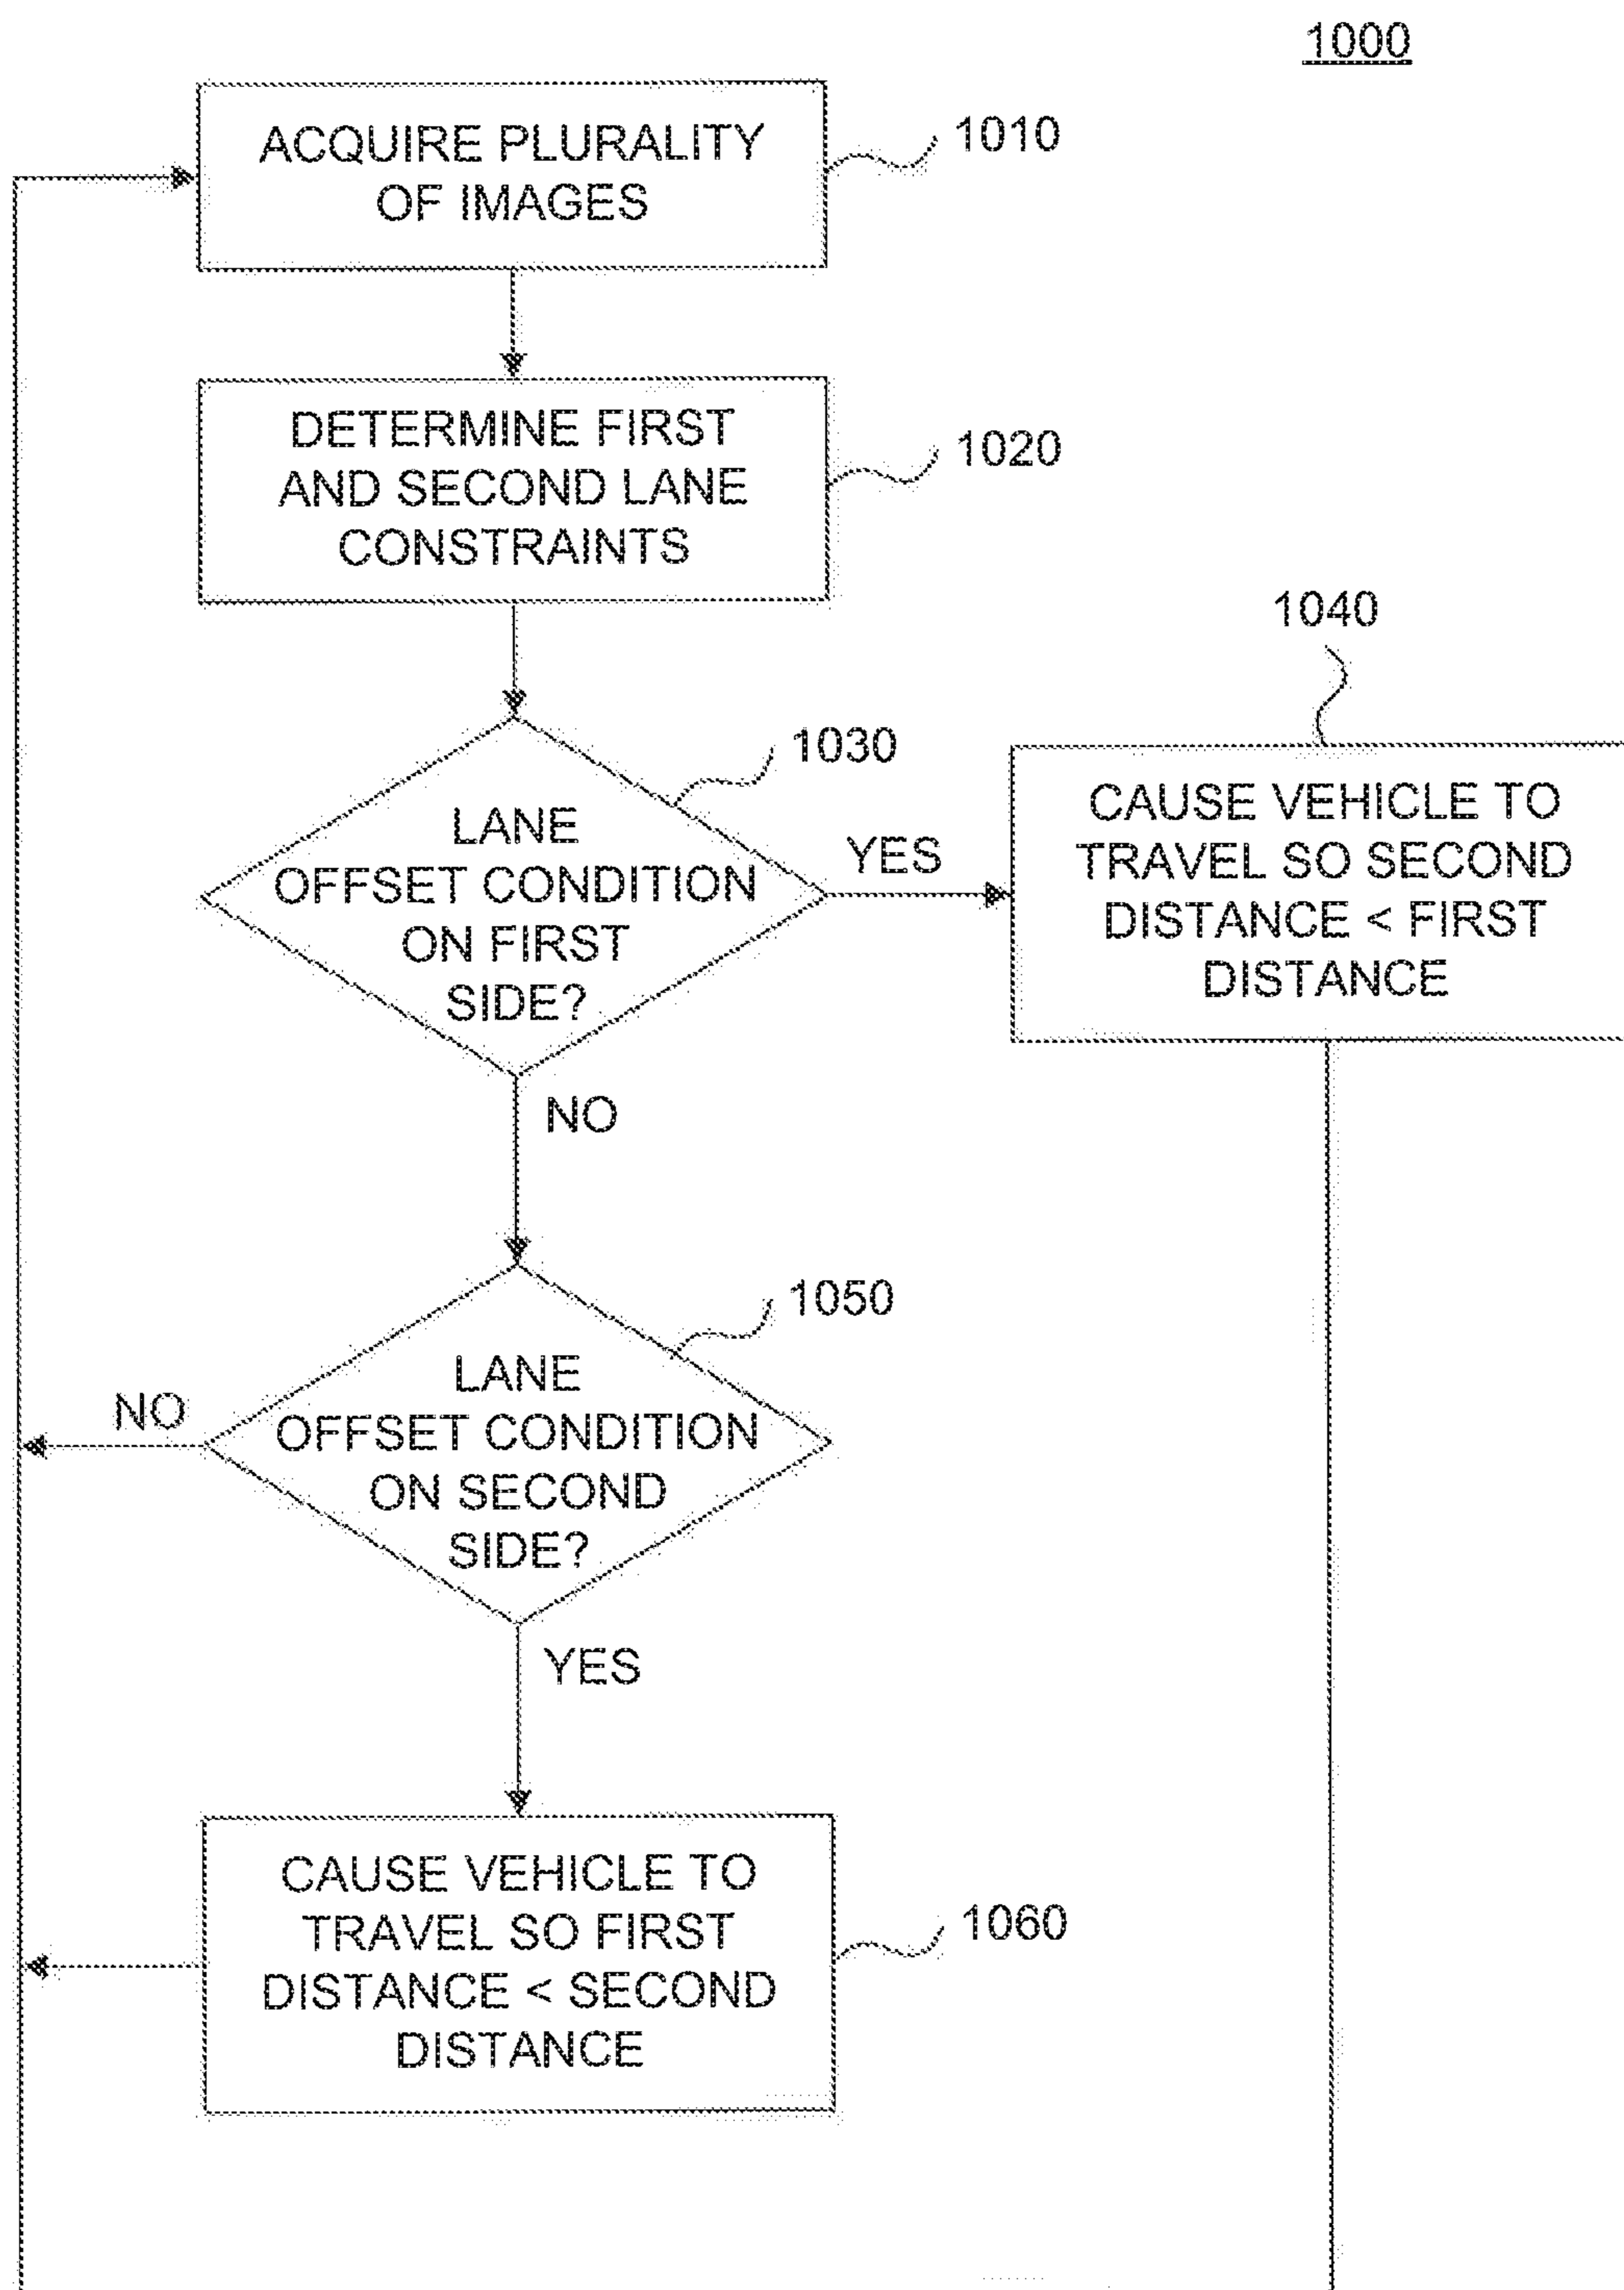 1000
ACQUIRE PLURALITY
OF IMAGES
1010
DETERMINE FIRST
AND SECOND LANE
CONSTRAINTS
1020
1030
LANE
OFFSET CONDITION
ON FIRST
SIDE?
YES
1040
CAUSE VEHICLE TO
TRAVEL SO SECOND
DISTANCE < FIRST
DISTANCE
NO
1050
LANE
OFFSET CONDITION
ON SECOND
SIDE?
NO
YES
CAUSE VEHICLE TO
TRAVEL SO FIRST
DISTANCE < SECOND
DISTANCE
1060